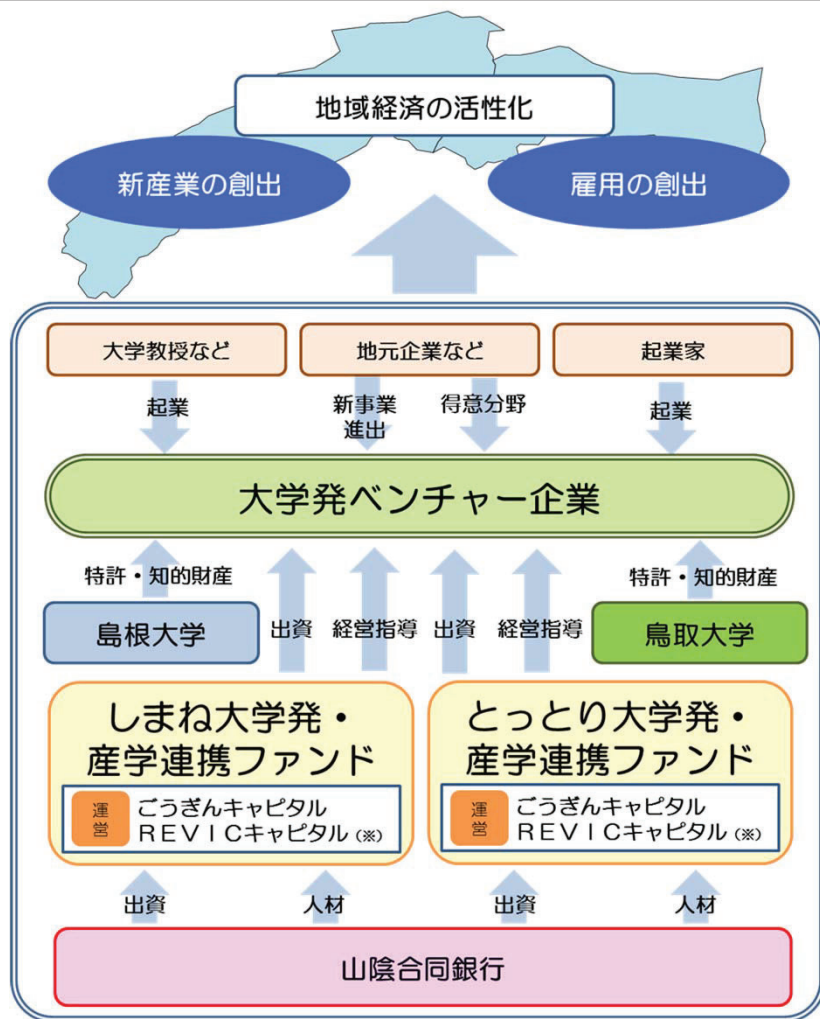 地域経済の活性化
新産業の創出
雇用の創出
大学教授など
地元企業など
起業家
起業
新事業
進出
得意分野
起業
大学発ベンチャー企業
特許・知的財産
特許・知的財産
島根大学
出資
経営指導
出資
経営指導
鳥取大学
しまね大学発・
産学連携ファンド
運営
ごうぎんキャピタル
REVICキャピタル(※)
とっとり大学発・
産学連携ファンド
運営
ごうぎんキャピタル
REVICキャピタル(※)
出資
人材
出資
人材
山陰合同銀行